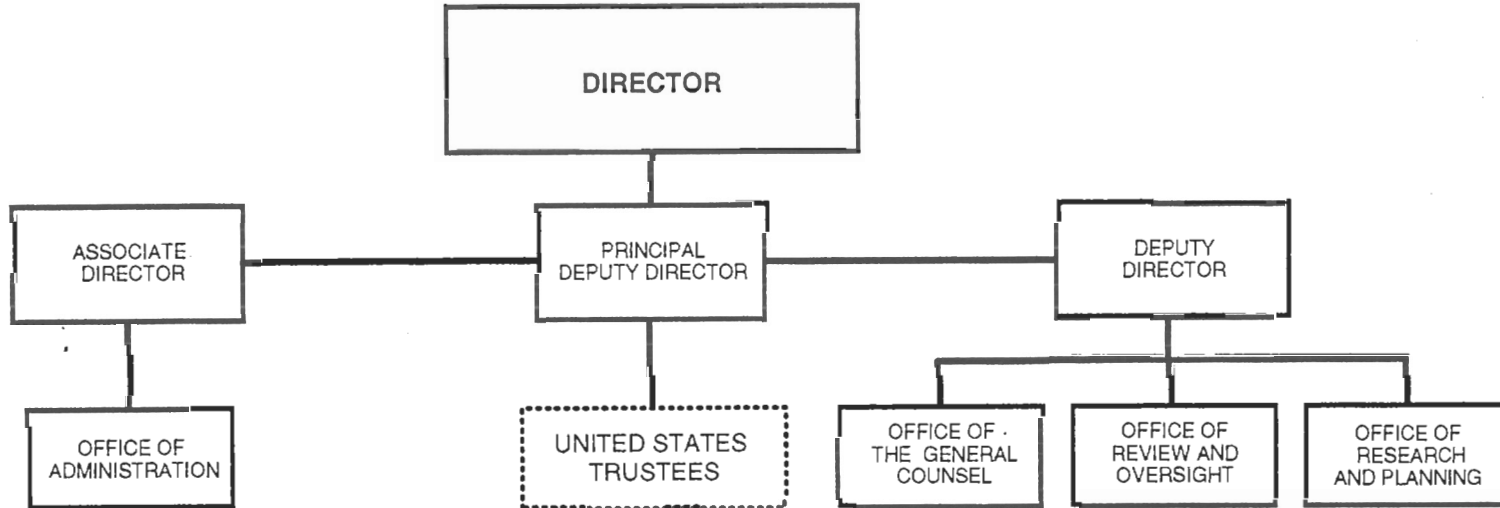 DIRECTOR
ASSOCIATE
DIRECTOR
PRINCIPAL
DEPUTY DIRECTOR
DEPUTY
DIRECTOR
OFFICE OF
ADMINISTRATION
UNITED STATES
TRUSTEES
OFFICE OF
THE GENERAL
COUNSEL
OFFICE OF
REVIEW AND
OVERSIGHT
OFFICE OF
RESEARCH
AND PLANNING